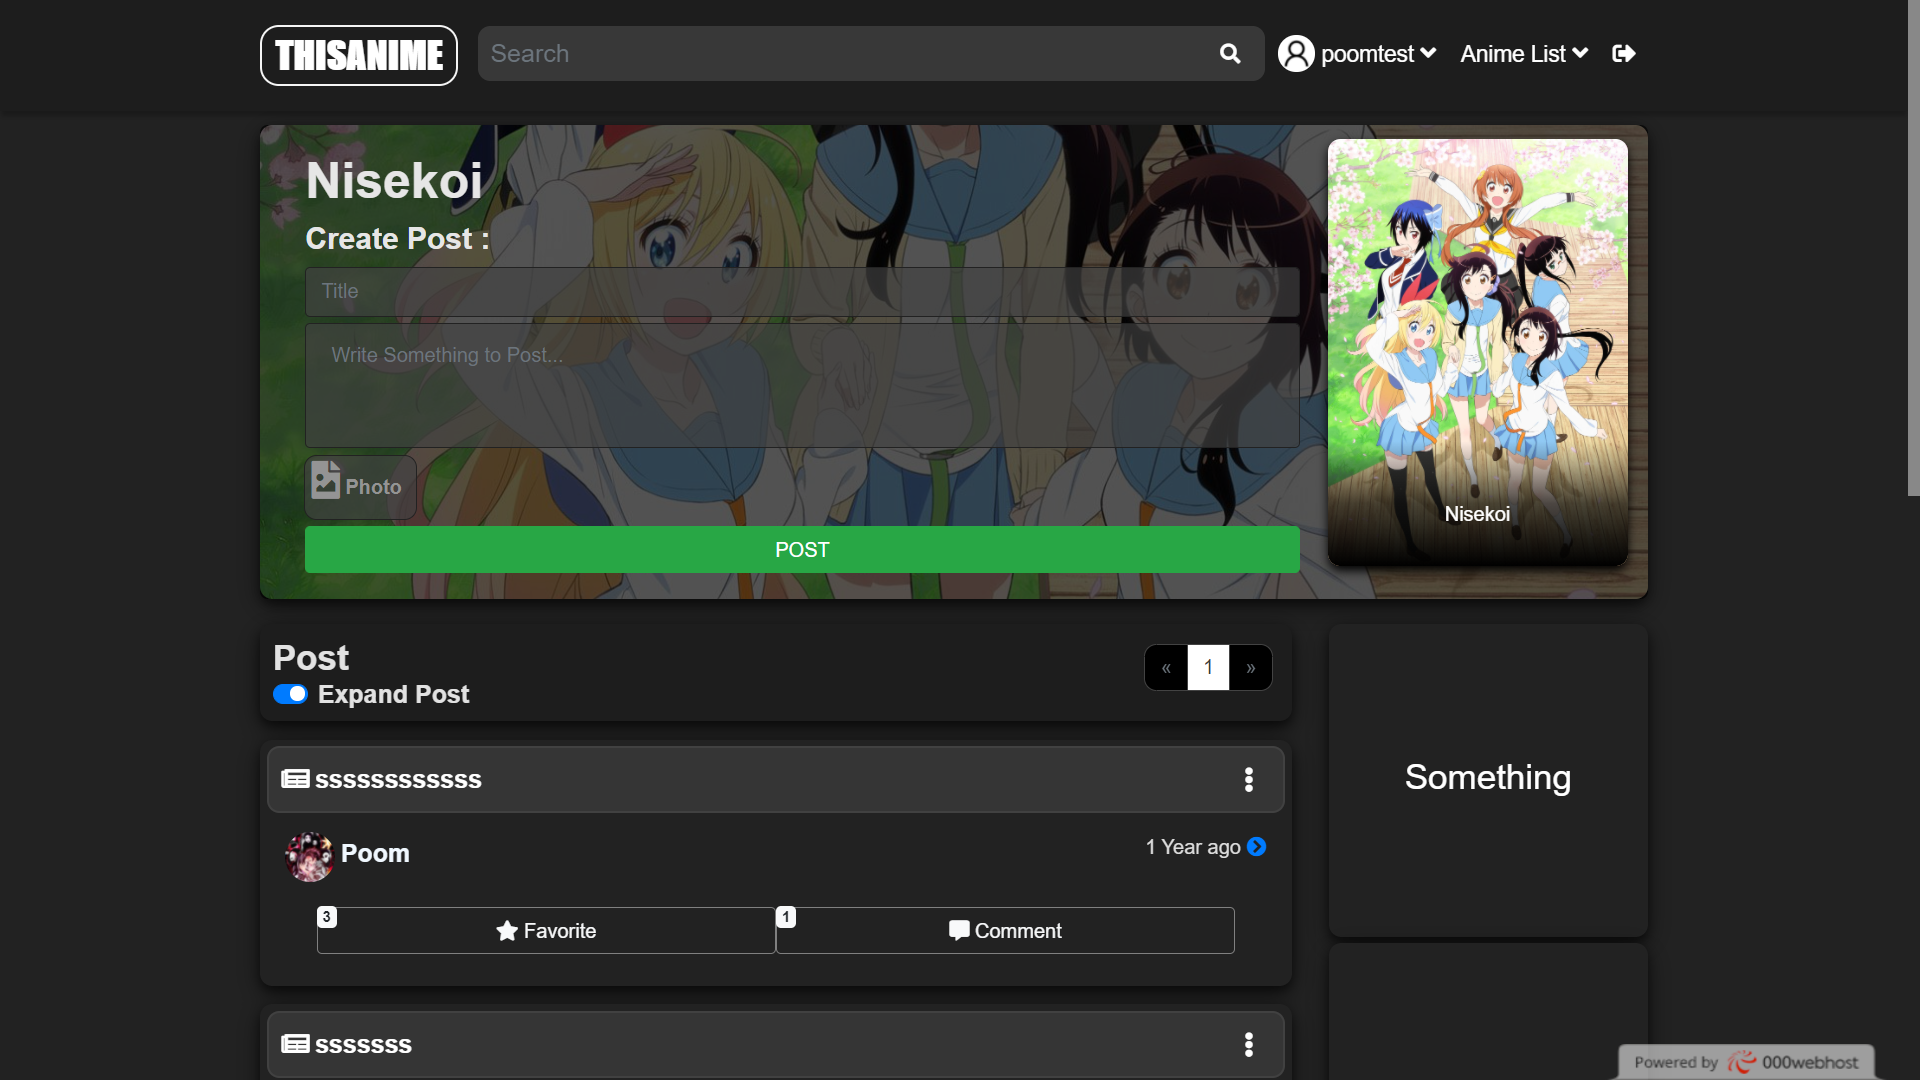 THISANIME
Search
poomtest
Anime List
Nisekoi
Create Post :
Title
Write Something to Post...
Photo
POST
Nisekoi
Post
Expand Post
« 1 »
ssssssssssss
Poom
1 Year ago
3 Favorite
1 Comment
Something
sssssss
Powered by 000webhost